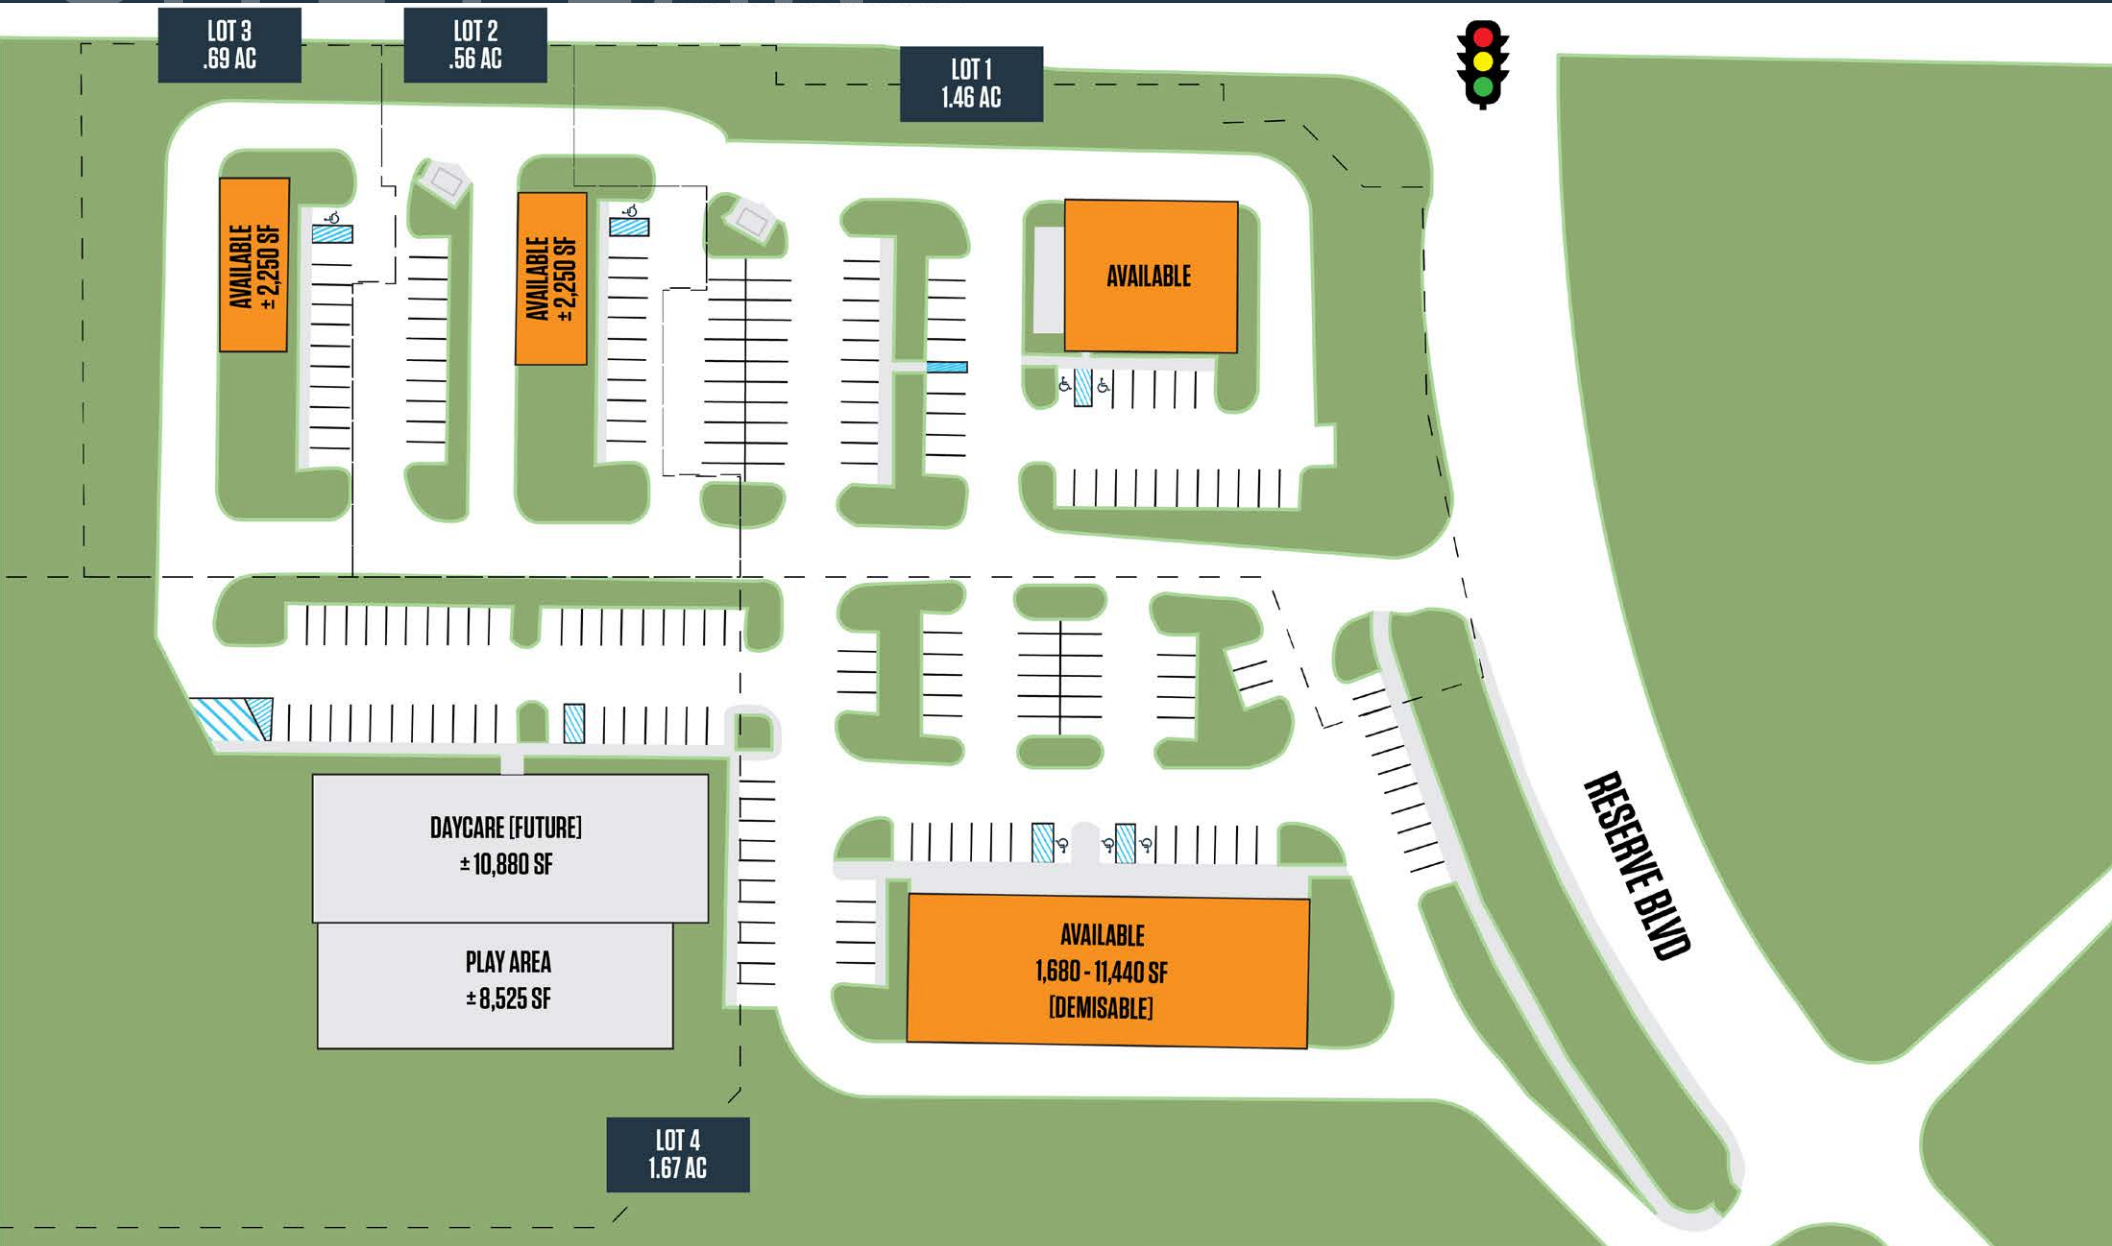 LOT 3
.69 AC
LOT 2
.56 AC
LOT 1
1.46 AC
AVAILABLE
± 2,250 SF
AVAILABLE
± 2,250 SF
AVAILABLE
DAYCARE [FUTURE]
± 10,880 SF
PLAY AREA
± 8,525 SF
AVAILABLE
1,680 - 11,440 SF
[DEMISABLE]
RESERVE BLVD
LOT 4
1.67 AC